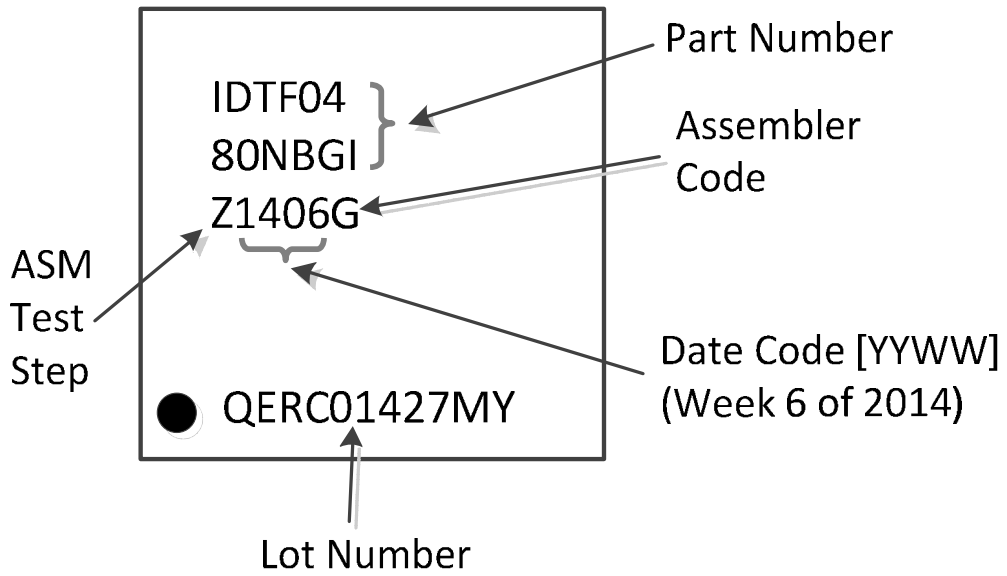 Part Number
IDTF04
80NBGI
Assembler
Code
Z1406G
ASM
Test
Step
Date Code [YYWW]
(Week 6 of 2014)
QERC01427MY
Lot Number